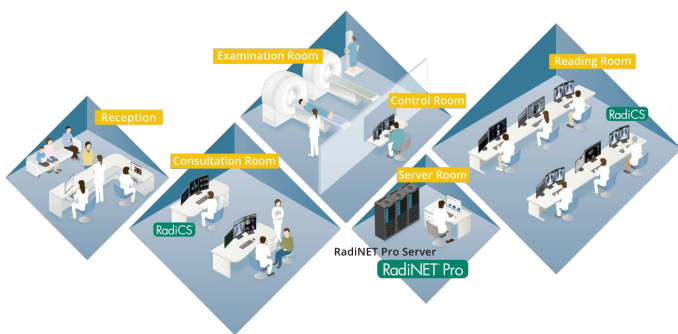 Examination Room
Reading Room
Control Room
Reception
RadiCS®
Consultation Room
Server Room
RadiCS®
RadiNET Pro Server
RadiNET Pro